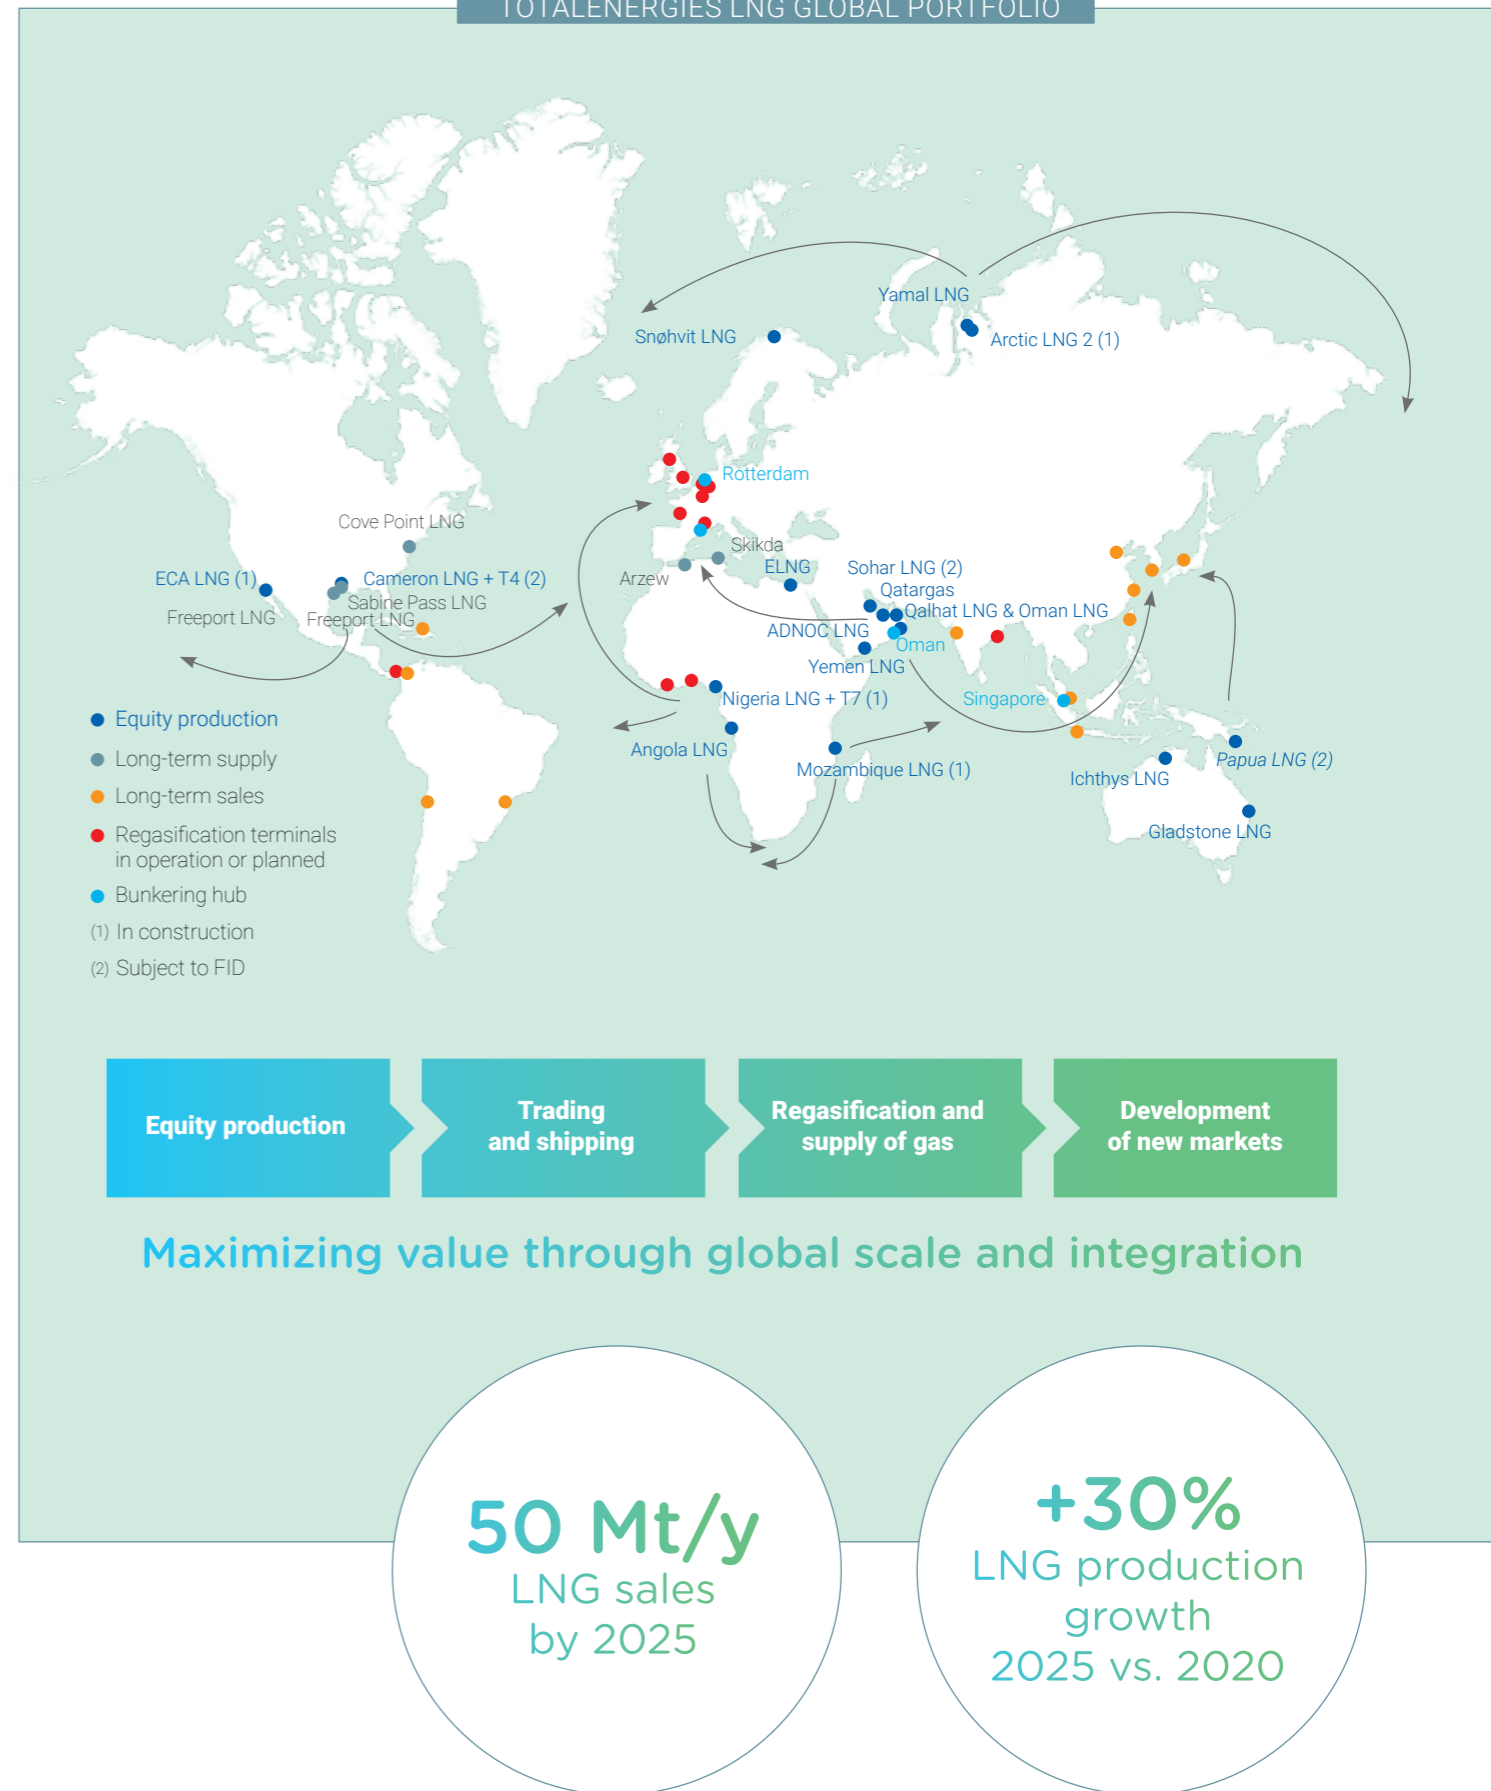 TOTALENERGIES LNG GLOBAL PORTFOLIO
Yamal LNG
Snøhvit LNG
Arctic LNG 2 (1)
Rotterdam
Cove Point LNG
Skikda
Arzew
ELNG
Sohar LNG (2)
ECA LNG (1)
Cameron LNG + T4 (2)
Qatargas
Sabine Pass LNG
Qalhat LNG & Oman LNG
Freeport LNG
Freeport LNG
ADNOC LNG
Oman
Yemen LNG
Nigeria LNG + T7 (1)
Singapore
Angola LNG
Mozambique LNG (1)
Papua LNG (2)
Ichthys LNG
Gladstone LNG
Equity production
Long-term supply
Long-term sales
Regasification terminals
in operation or planned
Bunkering hub
(1) In construction
(2) Subject to FID
Equity production
Trading
and shipping
Regasification and
supply of gas
Development
of new markets
Maximizing value through global scale and integration
50 Mt/y
LNG sales
by 2025
+30%
LNG production
growth
2025 vs. 2020